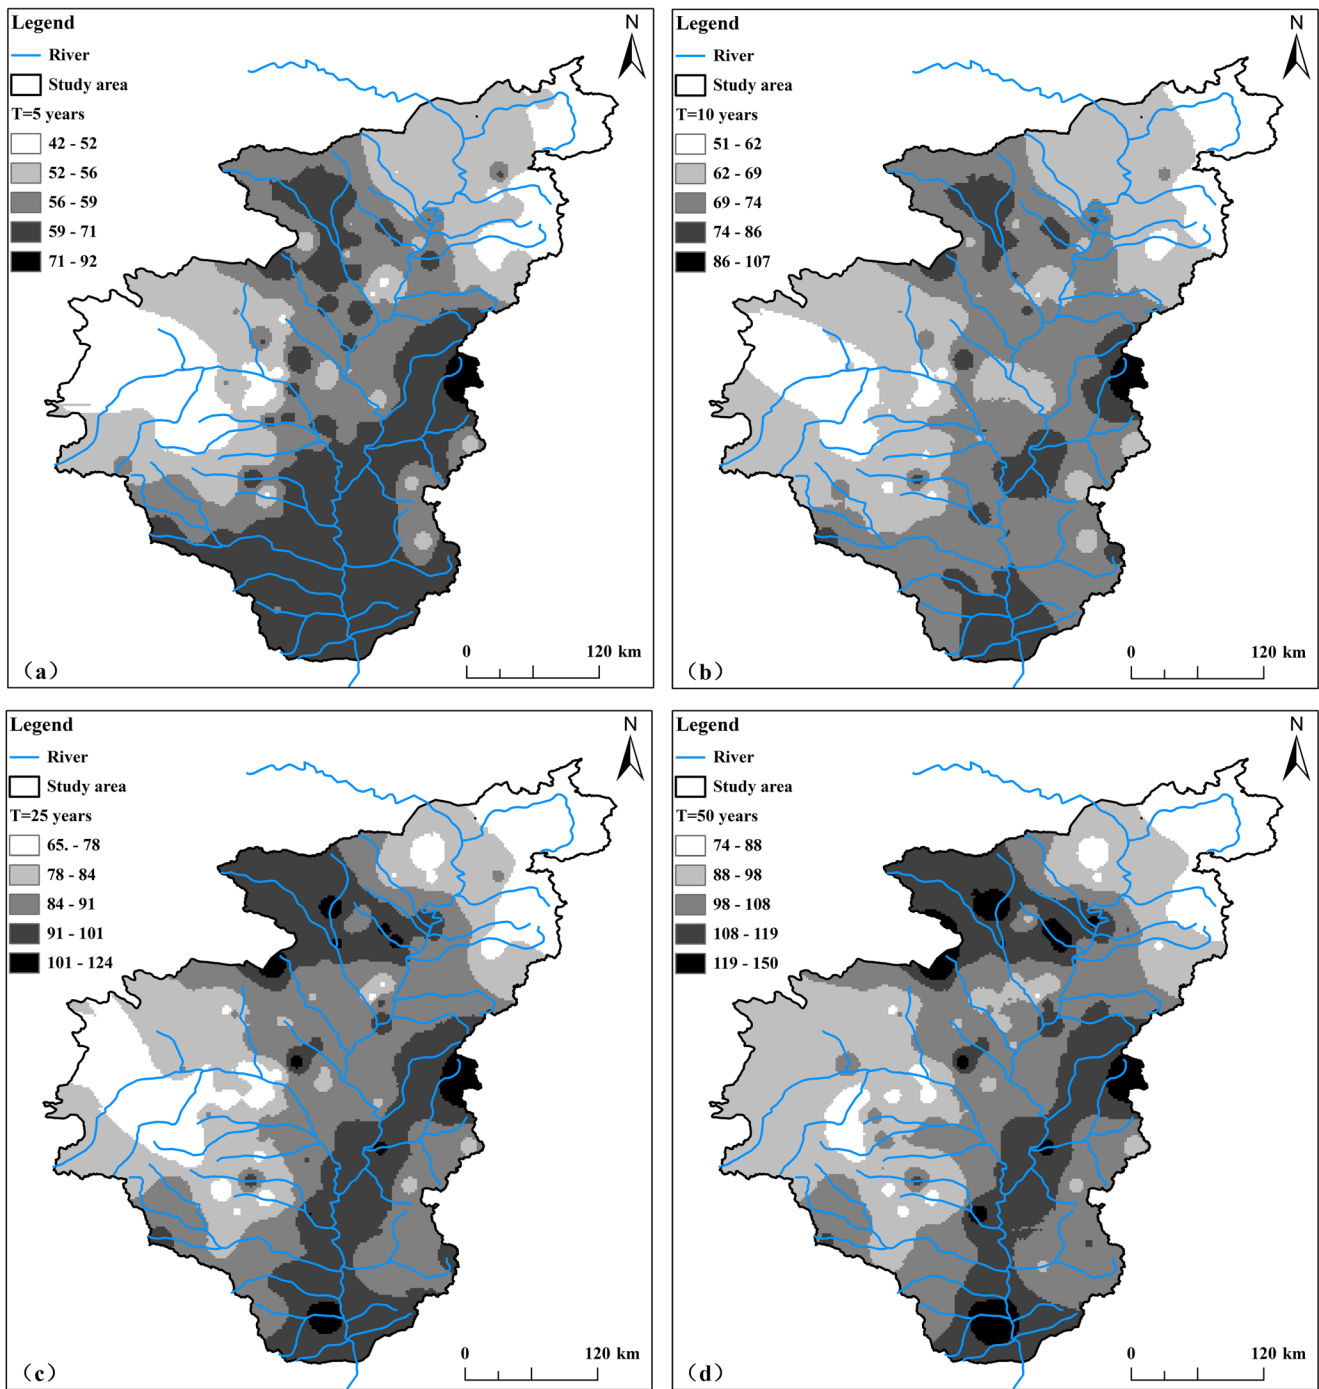 Legend
N
River
Study area
T=5 years
42 - 52
52 - 56
56 - 59
59 - 71
71 - 92
0 120 km
（a）
Legend
N
River
Study area
T=10 years
51 - 62
62 - 69
69 - 74
74 - 86
86 - 107
0 120 km
（b）
Legend
N
River
Study area
T=25 years
65. - 78
78 - 84
84 - 91
91 - 101
101 - 124
0 120 km
（c）
Legend
N
River
Study area
T=50 years
74 - 88
88 - 98
98 - 108
108 - 119
119 - 150
0 120 km
（d）